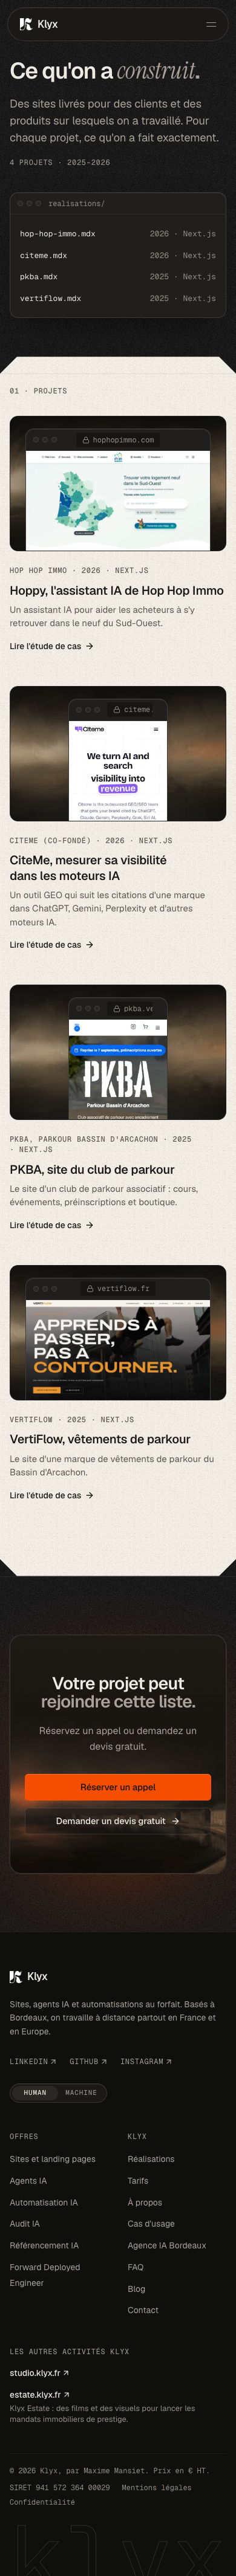 Klyx
Ce qu'on a construit.
Des sites livrés pour des clients et des
produits sur lesquels on a travaillé. Pour
chaque projet, ce qu'on a fait exactement.
4 PROJETS · 2025-2026
realisations/
hop-hop-immo.mdx 2026 · Next.js
citeme.mdx 2026 · Next.js
pkba.mdx 2025 · Next.js
vertiflow.mdx 2025 · Next.js
01 · PROJETS
hophopimmo.com
Trouver votre logement neuf
dans le Sud-Ouest.
HOP HOP IMMO · 2026 · NEXT.JS
Hoppy, l'assistant IA de Hop Hop Immo
Un assistant IA pour aider les acheteurs à s'y
retrouver dans le neuf du Sud-Ouest.
Lire l'étude de cas →
citeme.
Citeme
We turn AI and
search
visibility into
revenue
CITEME (CO-FONDÉ) · 2026 · NEXT.JS
CiteMe, mesurer sa visibilité
dans les moteurs IA
Un outil GEO qui suit les citations d'une marque
dans ChatGPT, Gemini, Perplexity et d'autres
moteurs IA.
Lire l'étude de cas →
pkba.ve
PKBA
Parkour Bassin d'Arcachon
PKBA, PARKOUR BASSIN D'ARCACHON · 2025
· NEXT.JS
PKBA, site du club de parkour
Le site d'un club de parkour associatif : cours,
événements, préinscriptions et boutique.
Lire l'étude de cas →
vertiflow.fr
APPRENDS À
PASSER,
PAS À
CONTOURNER.
VERTIFLOW · 2025 · NEXT.JS
VertiFlow, vêtements de parkour
Le site d'une marque de vêtements de parkour du
Bassin d'Arcachon.
Lire l'étude de cas →
Votre projet peut
rejoindre cette liste.
Réservez un appel ou demandez un
devis gratuit.
Réserver un appel
Demander un devis gratuit →
Klyx
Sites, agents IA et automatisations au forfait. Basés à
Bordeaux, on travaille à distance partout en France et
en Europe.
LINKEDIN ↗ GITHUB ↗ INSTAGRAM ↗
HUMAN MACHINE
OFFRES
Sites et landing pages
Agents IA
Automatisation IA
Audit IA
Référencement IA
Forward Deployed
Engineer
KLYX
Réalisations
Tarifs
À propos
Cas d'usage
Agence IA Bordeaux
FAQ
Blog
Contact
LES AUTRES ACTIVITÉS KLYX
studio.klyx.fr ↗
estate.klyx.fr ↗
Klyx Estate : des films et des visuels pour lancer les
mandats immobiliers de prestige.
© 2026 Klyx, par Maxime Mansiet. Prix en € HT.
SIRET 941 572 364 00029 Mentions légales
Confidentialité
klyx